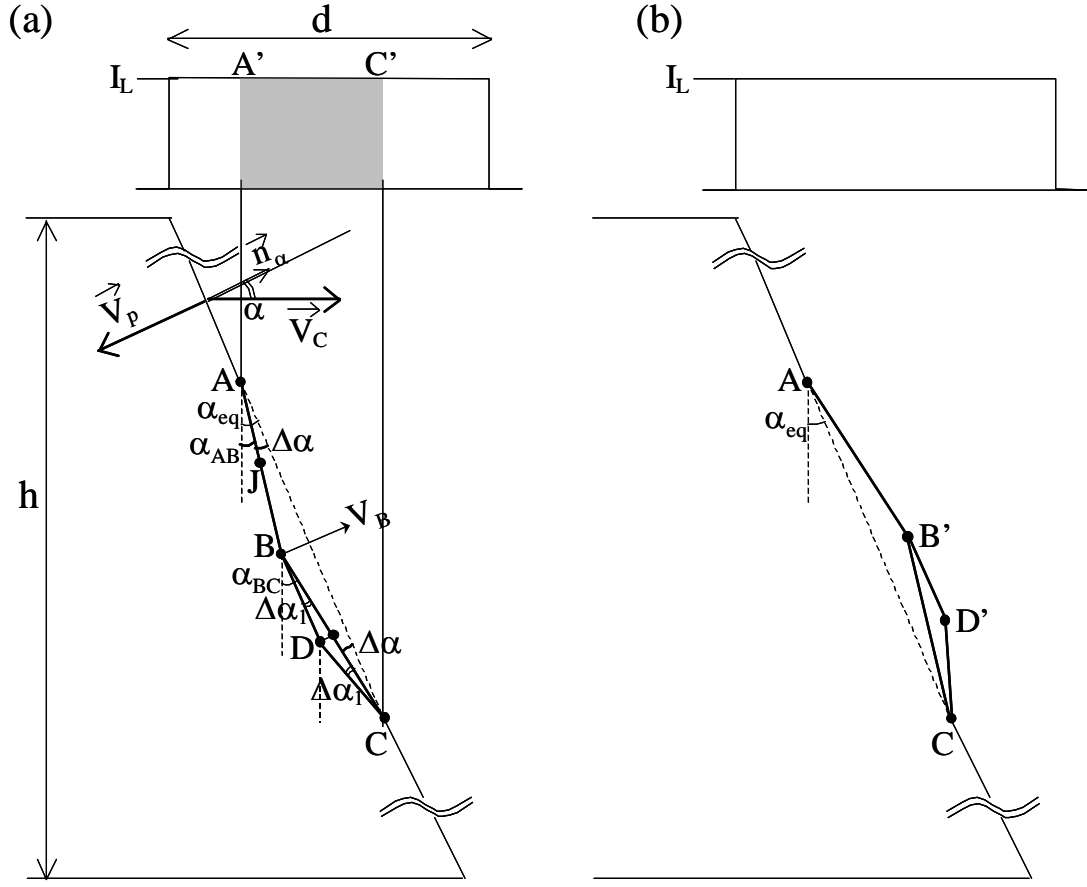 (a)
d
(b)
A’ C’
I_L
I_L
n_α
V_p
α
V_C
A
α_eq
α_AB
Δα
J
h
B
V_B
α_BC
Δα_1
D
Δα
Δα_1
C
A
α_eq
B’
D’
C